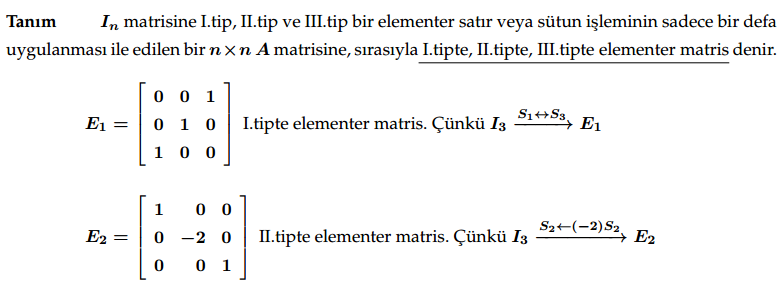 Tanım I_n matrisine I.tip, II.tip ve III.tip bir elementer satır veya sütun işleminin sadece bir defa
uygulanması ile edilen bir n × n A matrisine, sırasıyla I.tipte, II.tipte, III.tipte elementer matris denir.
E_1 = [ 0 0 1
0 1 0
1 0 0 ] I.tipte elementer matris. Çünkü I_3 \xrightarrow{S_1↔S_3} E_1
E_2 = [ 1 0 0
0 −2 0
0 0 1 ] II.tipte elementer matris. Çünkü I_3 \xrightarrow{S_2←(−2)S_2} E_2